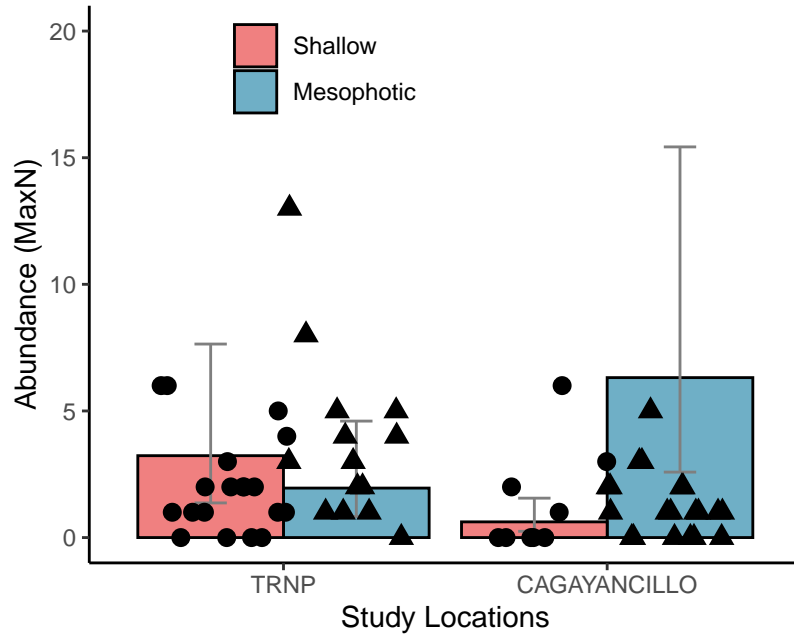 20
15
10
5
0
Abundance (MaxN)
Shallow
Mesophotic
TRNP
CAGAYANCILLO
Study Locations